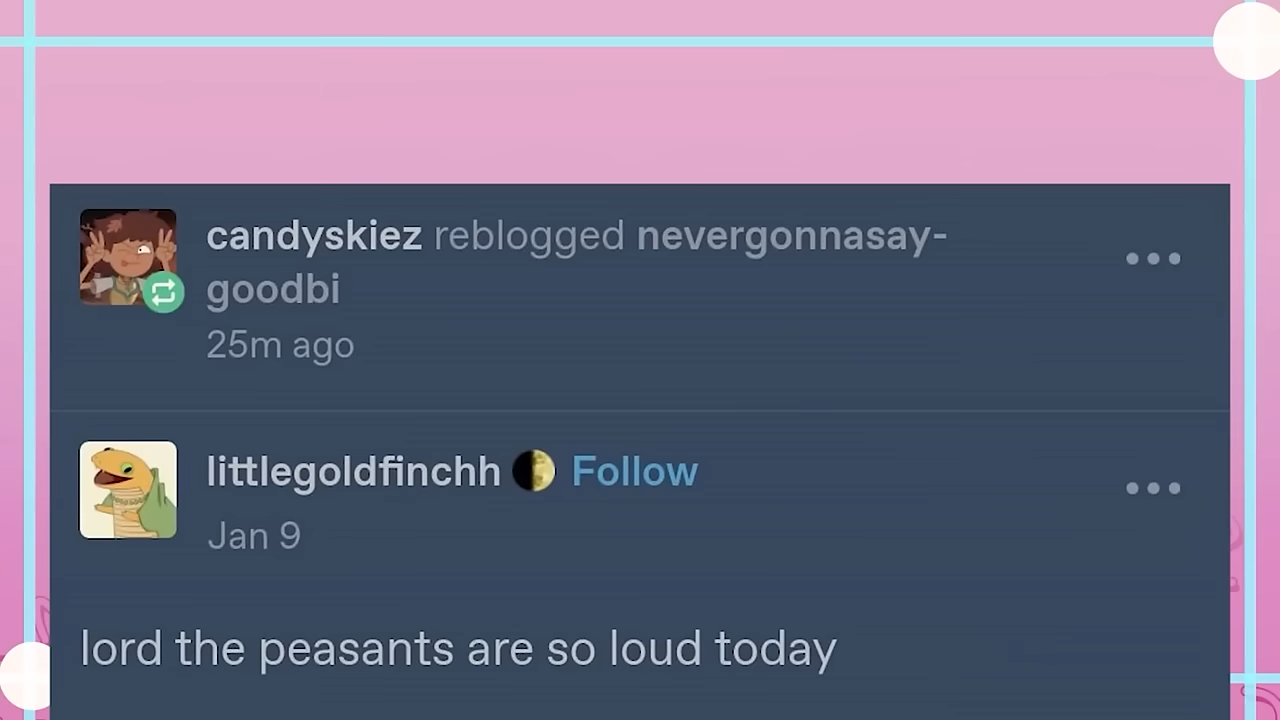 candyskiez reblogged nevergonnasay-
goodbi
25m ago
littlegoldfinchh Follow
Jan 9
lord the peasants are so loud today